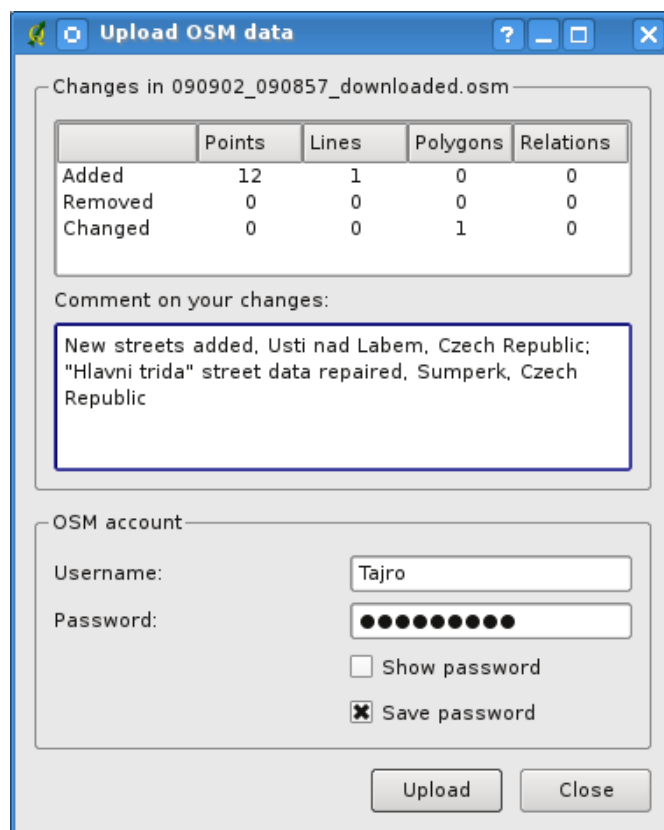 Upload OSM data
Changes in 090902_090857_downloaded.osm
Points Lines Polygons Relations
Added 12 1 0 0
Removed 0 0 0 0
Changed 0 0 1 0
Comment on your changes:
New streets added, Usti nad Labem, Czech Republic;
"Hlavni trida" street data repaired, Sumperk, Czech
Republic
OSM account
Username: Tajro
Password: ●●●●●●●●●
Show password
Save password
Upload Close